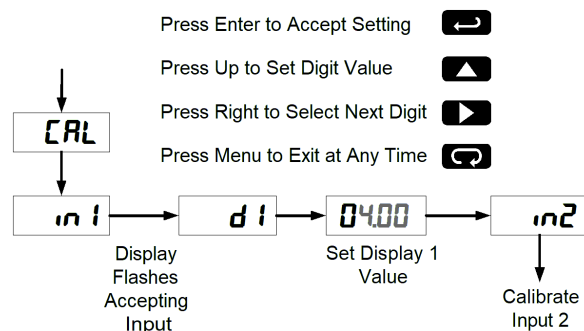 Press Enter to Accept Setting
Press Up to Set Digit Value
Press Right to Select Next Digit
Press Menu to Exit at Any Time
CAL
in1
d1
04.00
in2
Display
Flashes
Accepting
Input
Set Display 1
Value
Calibrate
Input 2